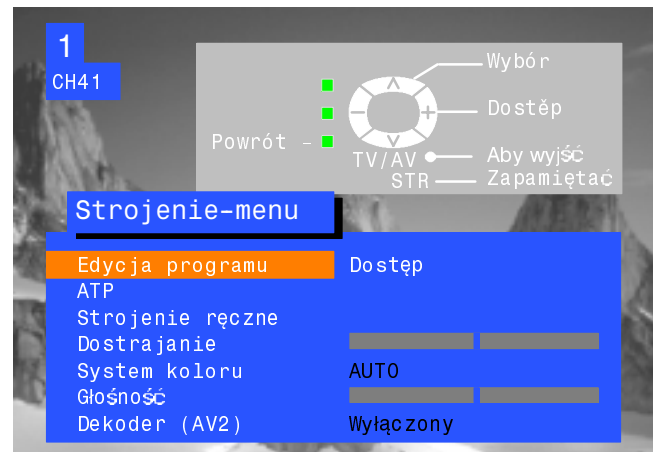 1
CH41
Wybór
Dostěp
Powrót –
TV/AV
Aby wyjść
STR
Zapamiętać
Strojenie-menu
Edycja programu Dostęp
ATP
Strojenie ręczne
Dostrajanie
System koloru AUTO
Głośność
Dekoder (AV2) Wyłączony